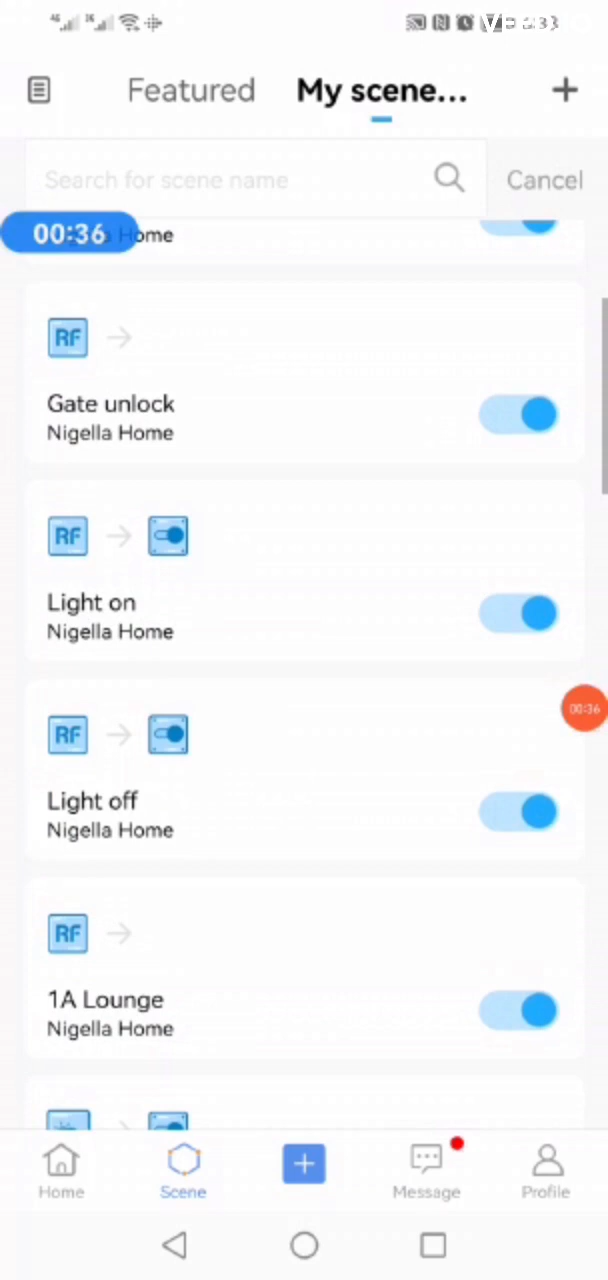 Featured
My scene...
Search for scene name
Cancel
00:36
Home
RF
Gate unlock
Nigella Home
RF
Light on
Nigella Home
00:36
RF
Light off
Nigella Home
RF
1A Lounge
Nigella Home
Home
Scene
Message
Profile